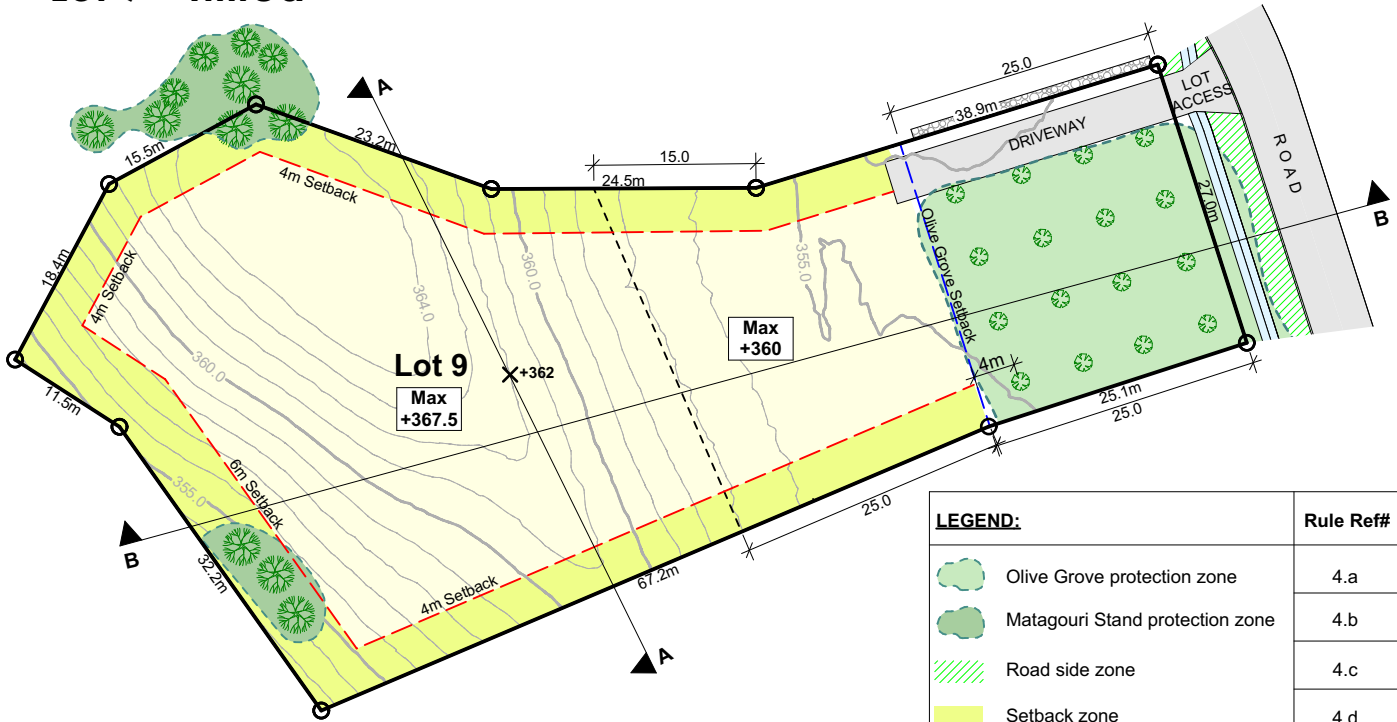 A
25.0
38.9m
LOT
ACCESS
DRIVEWAY
ROAD
23.2m
15.5m
15.0
24.5m
4m Setback
27.0m
B
18.4m
4m Setback
364.0
360.0
355.0
Olive Grove Setback
Max
+360
4m
Lot 9
+362
Max
+367.5
360.0
11.5m
25.1m
25.0
6m Setback
355.0
25.0
B
32.2m
67.2m
4m Setback
A
LEGEND:
Rule Ref#
Olive Grove protection zone
4.a
Matagouri Stand protection zone
4.b
Road side zone
4.c
Setback zone
4.d